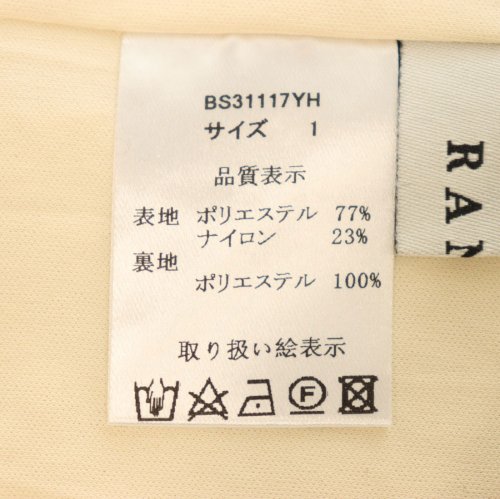 BS31117YH
サイズ 1
品質表示
表地 ポリエステル 77%
ナイロン 23%
裏地
ポリエステル 100%
取り扱い絵表示
F
RAN